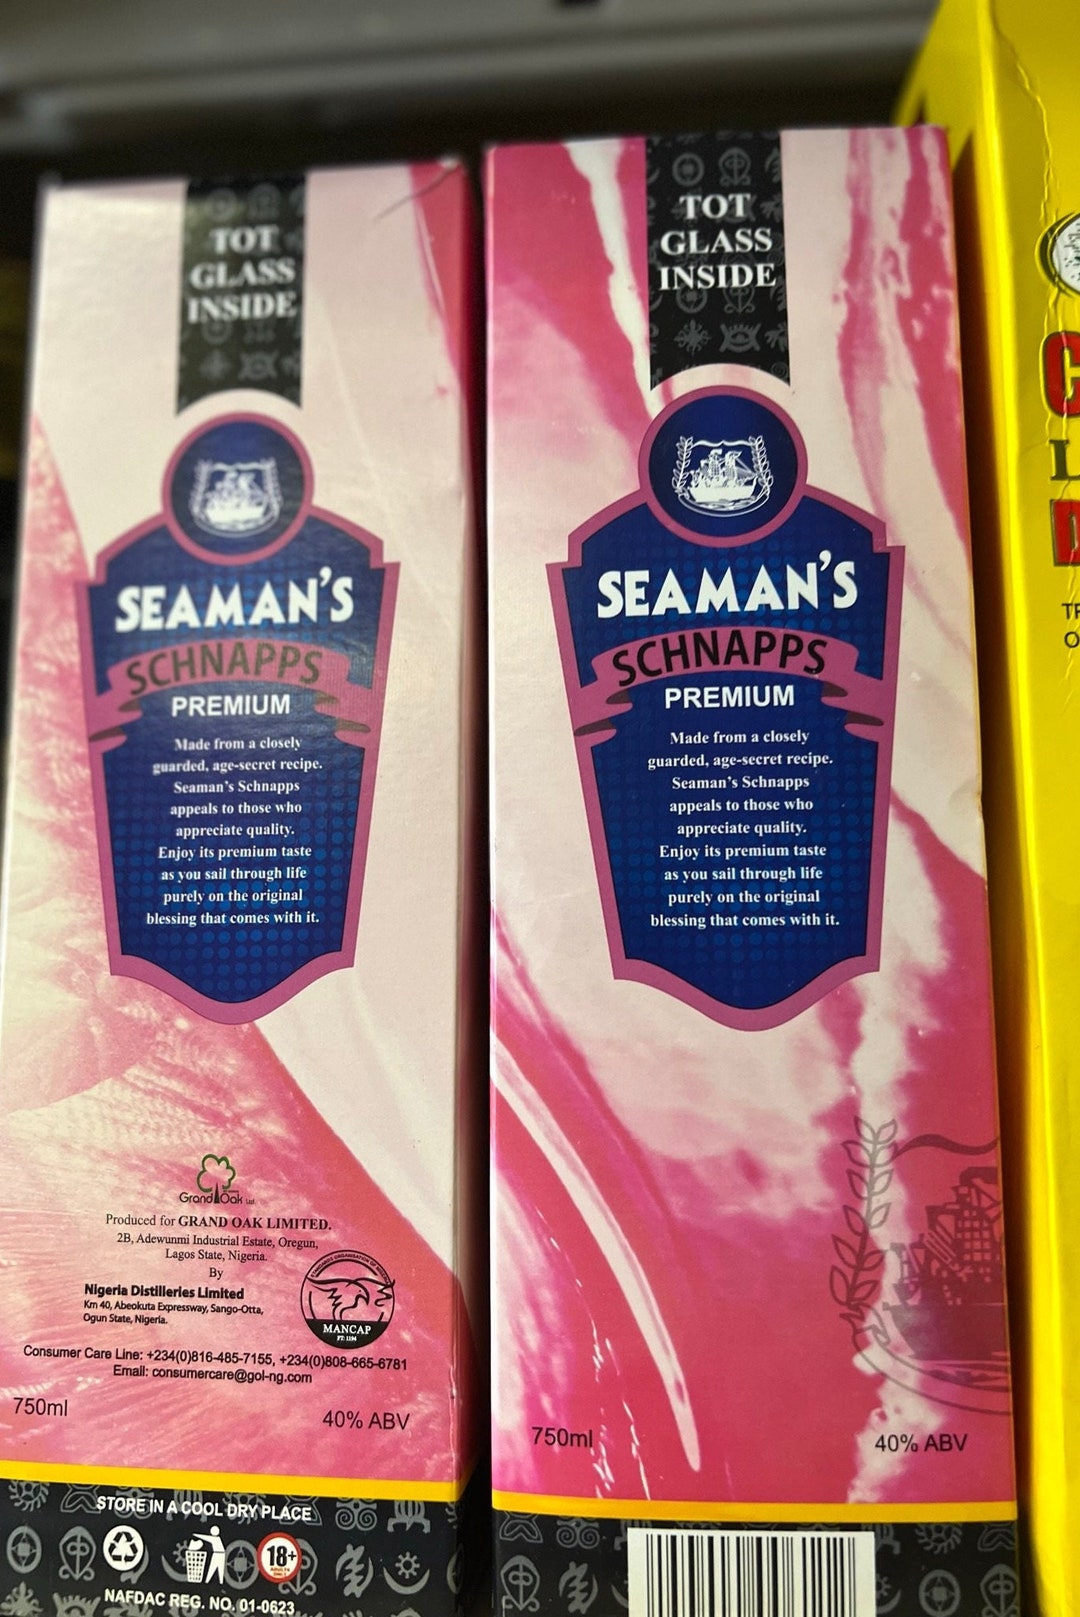 TOT
GLASS
INSIDE
SEAMAN'S
SCHNAPPS
PREMIUM
Made from a closely
guarded, age-secret recipe.
Seaman's Schnapps
appeals to those who
appreciate quality.
Enjoy its premium taste
as you sail through life
purely on the original
blessing that comes with it.
Grand Oak Ltd.
Produced for GRAND OAK LIMITED.
2B, Adewunmi Industrial Estate, Oregun,
Lagos State, Nigeria.
By
Nigeria Distilleries Limited
Km 40, Abeokuta Expressway, Sango-Otta,
Ogun State, Nigeria.
MANCAP
Consumer Care Line: +234(0)816-485-7155, +234(0)808-665-6781
Email: consumercare@gol-ng.com
750ml
40% ABV
STORE IN A COOL DRY PLACE
18+
ADULTS
ONLY
NAFDAC REG. NO. 01-0623
TOT
GLASS
INSIDE
SEAMAN'S
SCHNAPPS
PREMIUM
Made from a closely
guarded, age-secret recipe.
Seaman's Schnapps
appeals to those who
appreciate quality.
Enjoy its premium taste
as you sail through life
purely on the original
blessing that comes with it.
750ml
40% ABV